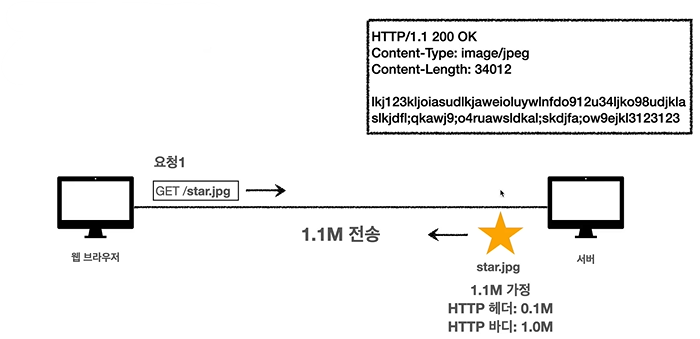 HTTP/1.1 200 OK
Content-Type: image/jpeg
Content-Length: 34012
lkj123kljoiasudlkjaweioluywlnfdo912u34ljko98udjkla
slkjdfl;qkawj9;o4ruawsldkal;skdjfa;ow9ejkl3123123
요청1
GET /star.jpg
1.1M 전송
star.jpg
웹 브라우저
서버
1.1M 가정
HTTP 헤더: 0.1M
HTTP 바디: 1.0M